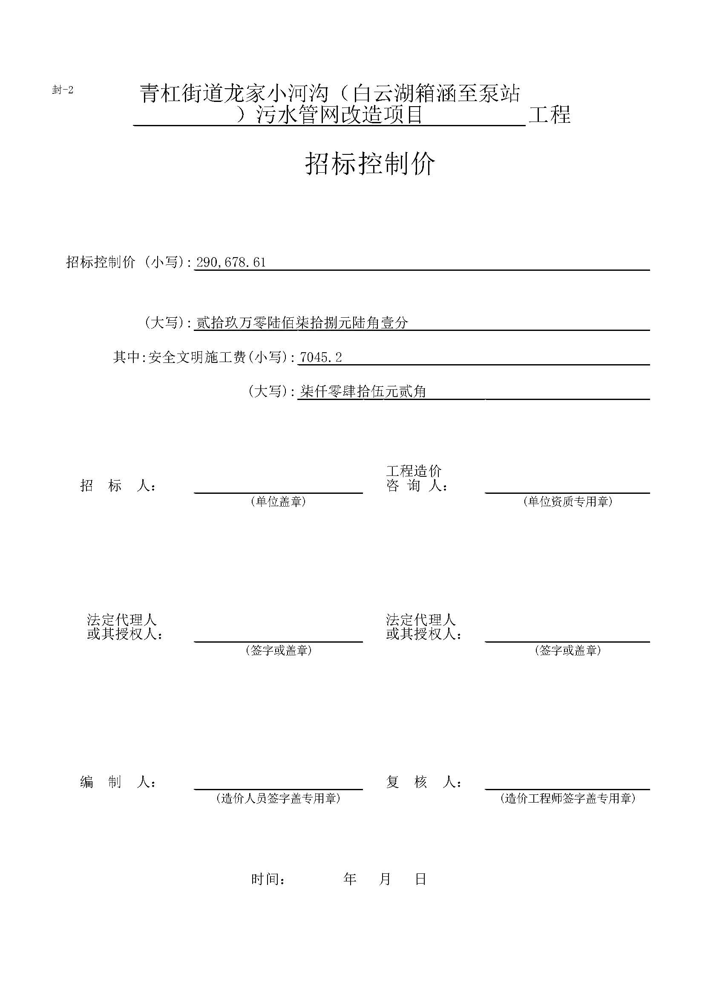 封-2
青杠街道龙家小河沟（白云湖箱涵至泵站
）污水管网改造项目 工程
招标控制价
招标控制价 (小写): 290,678.61
(大写): 贰拾玖万零陆佰柒拾捌元陆角壹分
其中:安全文明施工费(小写): 7045.2
(大写): 柒仟零肆拾伍元贰角
招 标 人： 工程造价
咨 询 人：
(单位盖章) (单位资质专用章)
法定代理人 法定代理人
或其授权人： 或其授权人：
(签字或盖章) (签字或盖章)
编 制 人： 复 核 人：
(造价人员签字盖专用章) (造价工程师签字盖专用章)
时间： 年 月 日